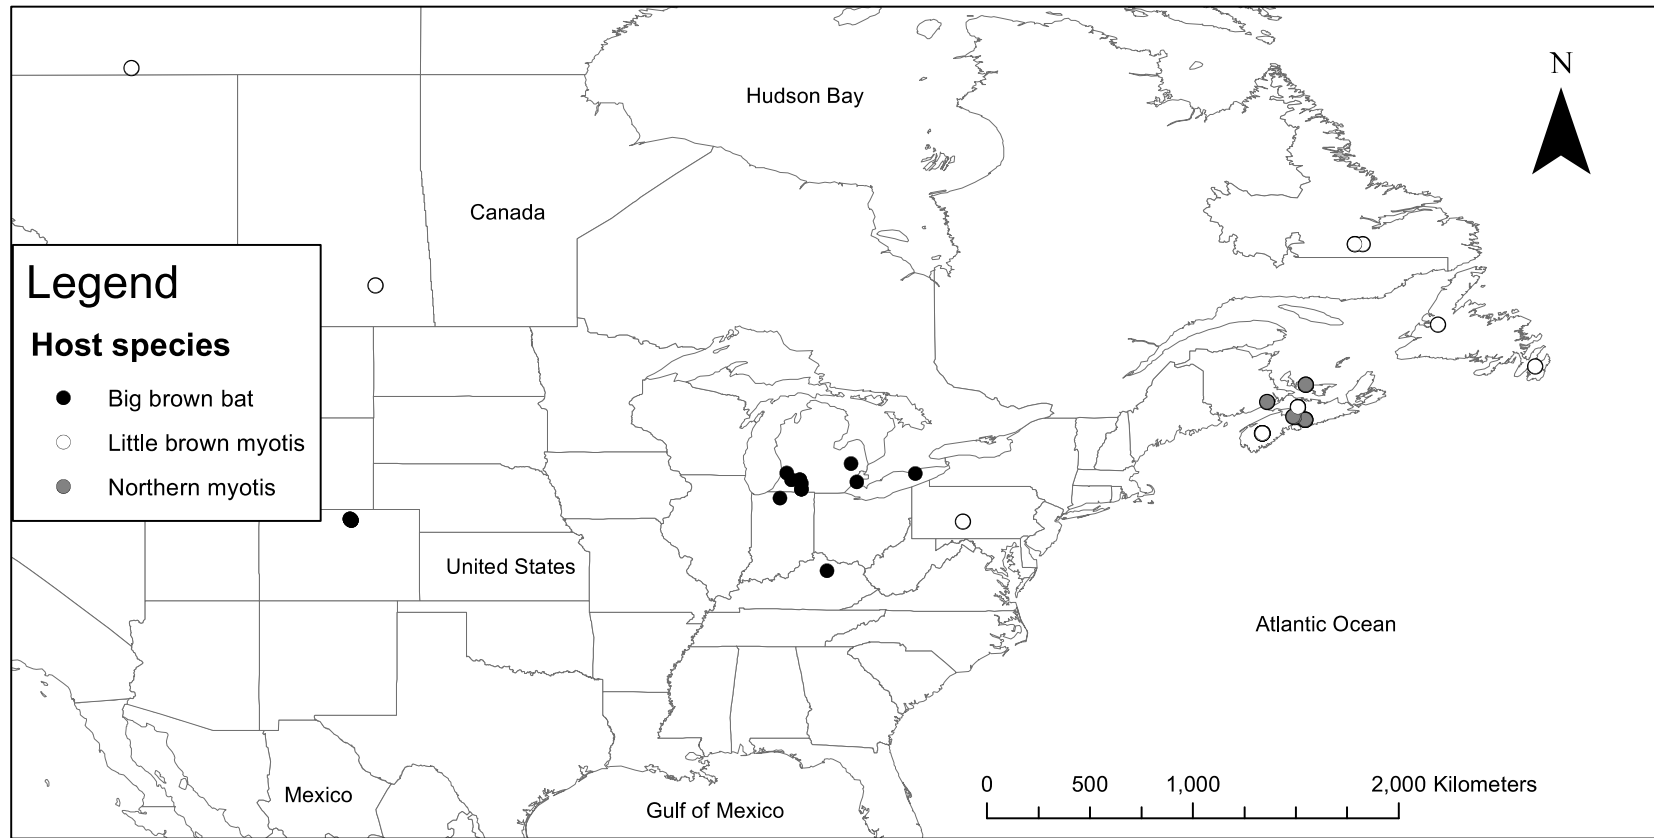 N
Hudson Bay
Canada
Legend
Host species
Big brown bat
Little brown myotis
Northern myotis
United States
Atlantic Ocean
Mexico
Gulf of Mexico
0 500 1,000 2,000 Kilometers